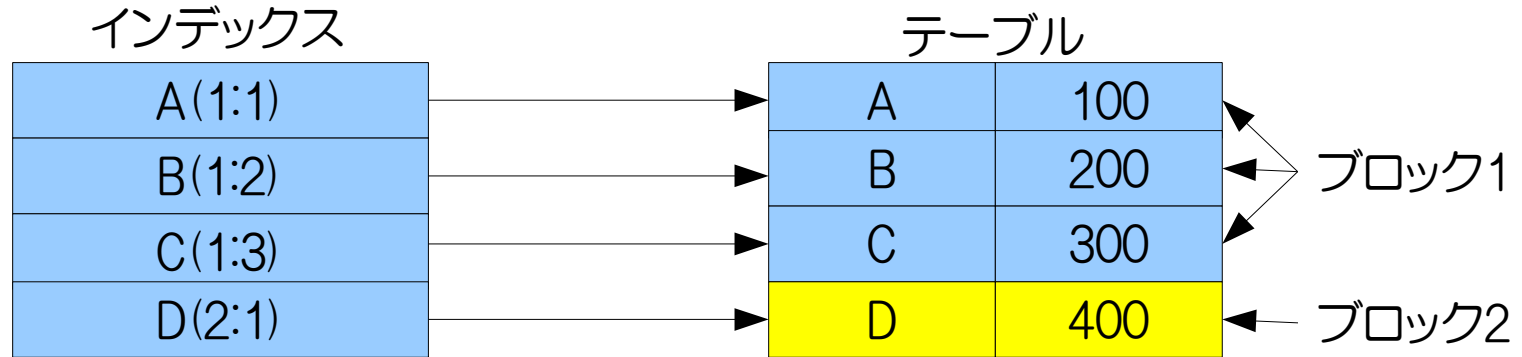 インデックス
テーブル
A(1:1)
A 100
B(1:2)
B 200
ブロック1
C(1:3)
C 300
D(2:1)
D 400
ブロック2